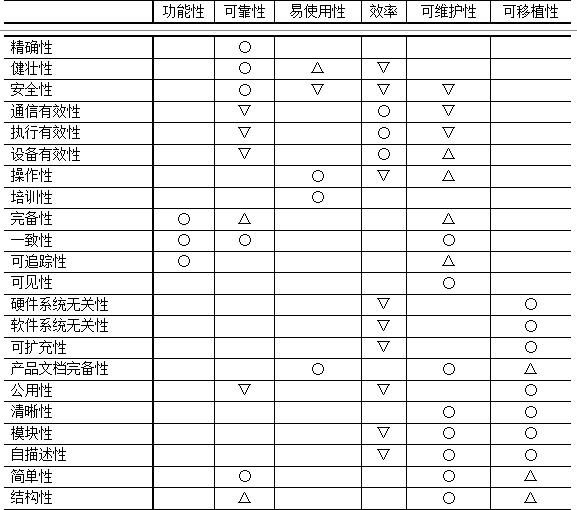 功能性 可靠性 易使用性 效率 可维护性 可移植性
精确性 ○
健壮性 ○ △ ▽
安全性 ○ ▽ ▽ ▽
通信有效性 ▽ ○ ▽
执行有效性 ▽ ○ ▽
设备有效性 ▽ ○ △
操作性 ○ ▽ △
培训性 ○
完备性 ○ △ △
一致性 ○ ○ ○
可追踪性 ○ △
可见性 ○
硬件系统无关性 ▽ ○
软件系统无关性 ▽ ○
可扩充性 ▽ ○
产品文档完备性 ○ ○ △
公用性 ▽ ▽ ○
清晰性 ○ ○
模块性 ▽ ○ ○
自描述性 ▽ ○ ○
简单性 ○ ○ △
结构性 △ ○ △